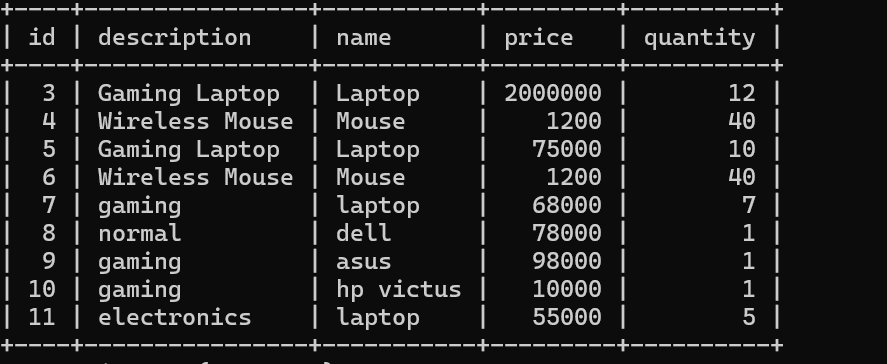 +----+----------------+-----------+---------+----------+
| id | description    | name      | price   | quantity |
+----+----------------+-----------+---------+----------+
|  3 | Gaming Laptop  | Laptop    | 2000000 |       12 |
|  4 | Wireless Mouse | Mouse     |    1200 |       40 |
|  5 | Gaming Laptop  | Laptop    |   75000 |       10 |
|  6 | Wireless Mouse | Mouse     |    1200 |       40 |
|  7 | gaming         | laptop    |   68000 |        7 |
|  8 | normal         | dell      |   78000 |        1 |
|  9 | gaming         | asus      |   98000 |        1 |
| 10 | gaming         | hp victus |   10000 |        1 |
| 11 | electronics    | laptop    |   55000 |        5 |
+----+----------------+-----------+---------+----------+